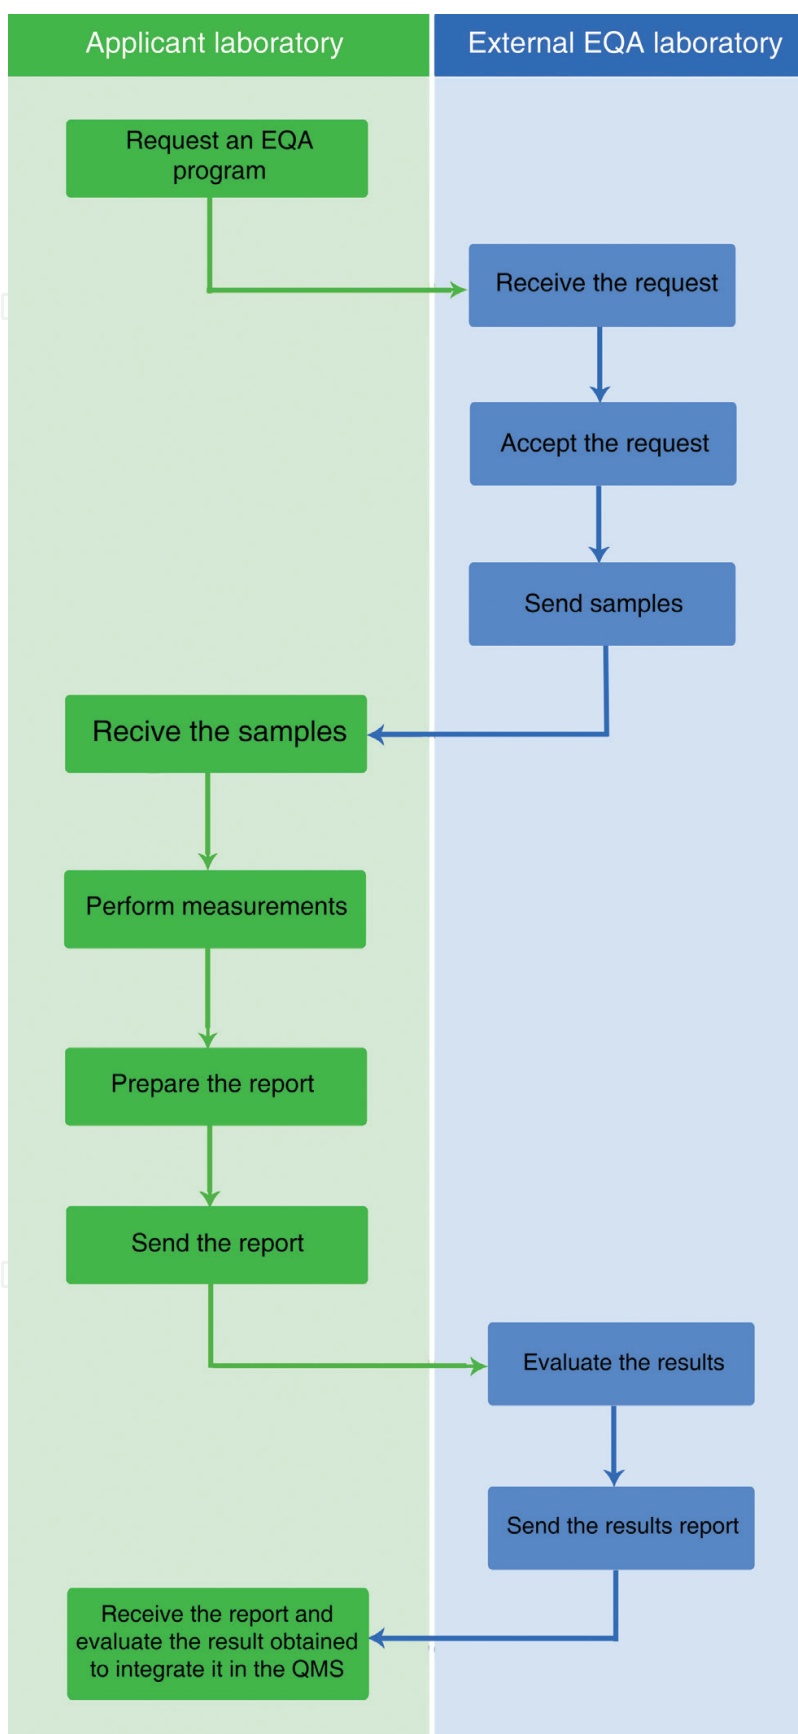 Applicant laboratory
External EQA laboratory
Request an EQA
program
Receive the request
Accept the request
Send samples
Recive the samples
Perform measurements
Prepare the report
Send the report
Evaluate the results
Send the results report
Receive the report and
evaluate the result obtained
to integrate it in the QMS